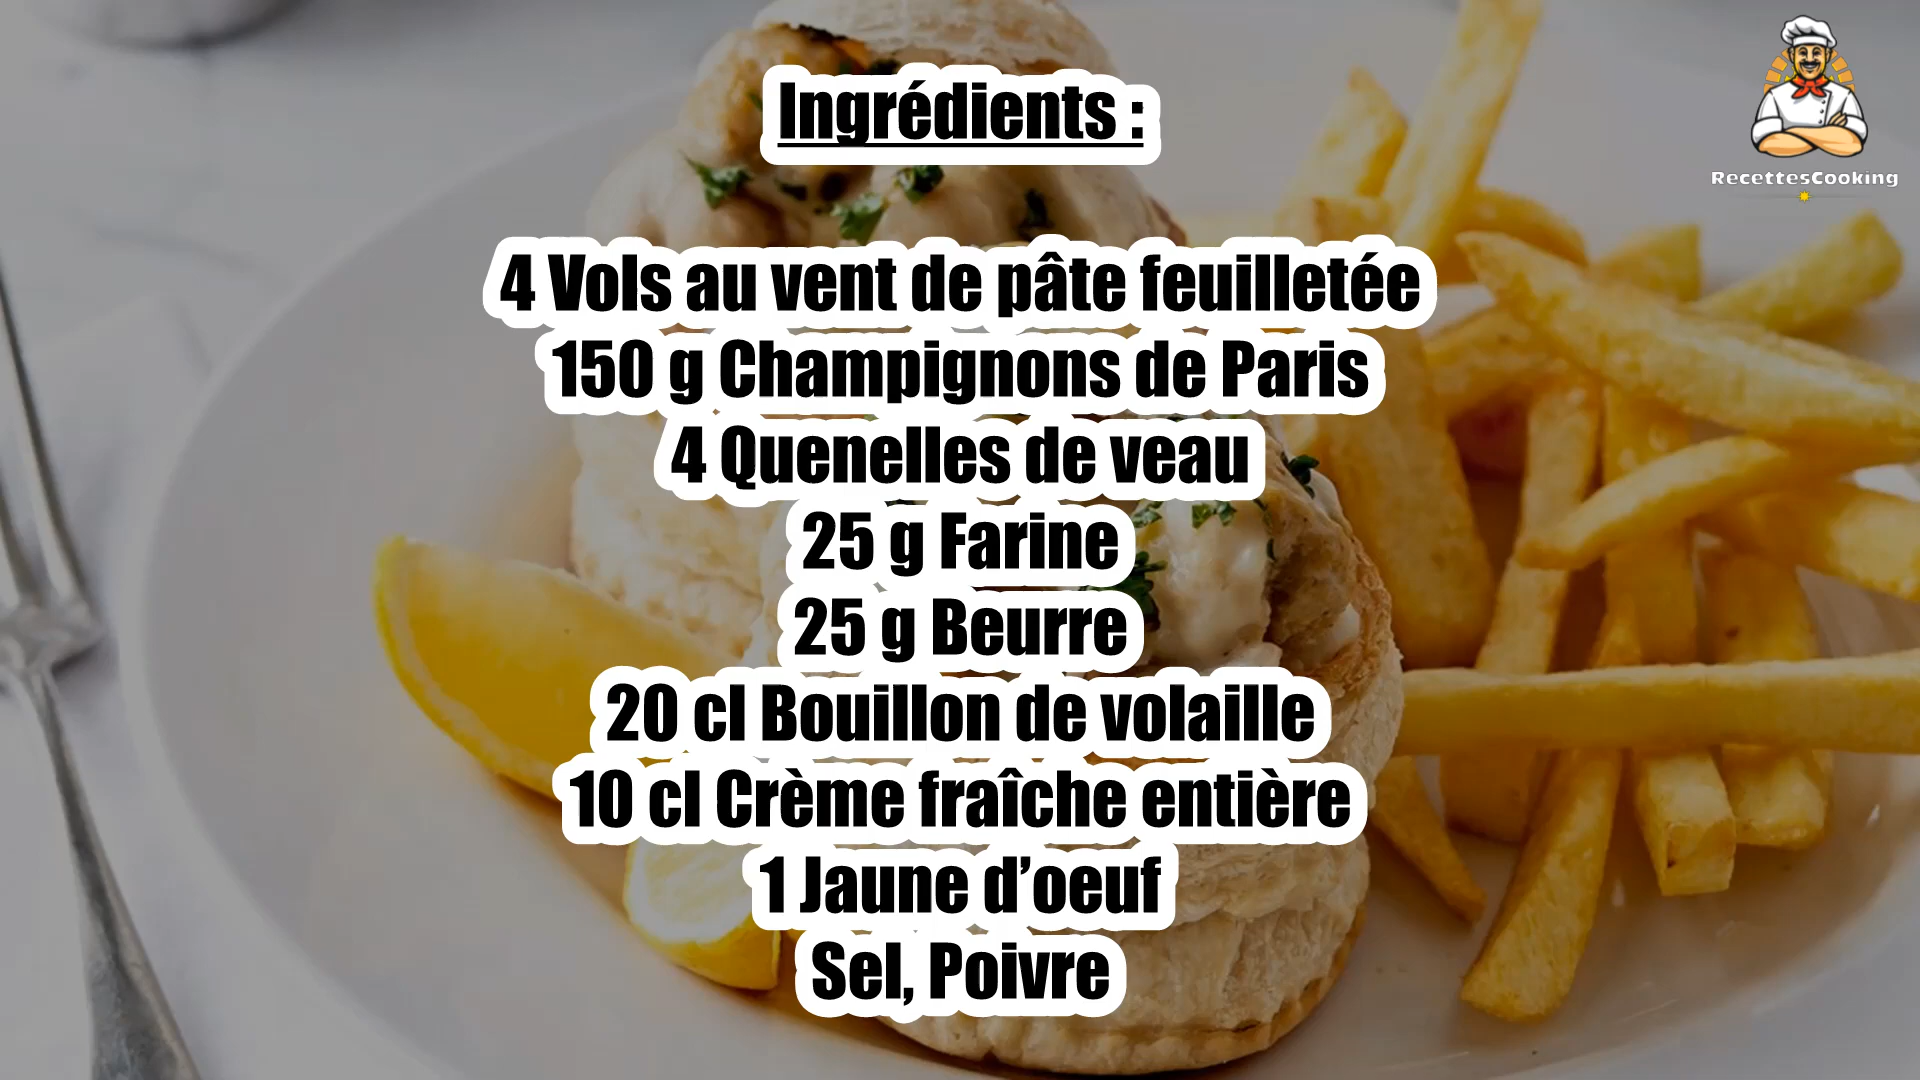 Ingrédients :
RecettesCooking
4 Vols au vent de pâte feuilletée
150 g Champignons de Paris
4 Quenelles de veau
25 g Farine
25 g Beurre
20 cl Bouillon de volaille
10 cl Crème fraîche entière
1 Jaune d’oeuf
Sel, Poivre